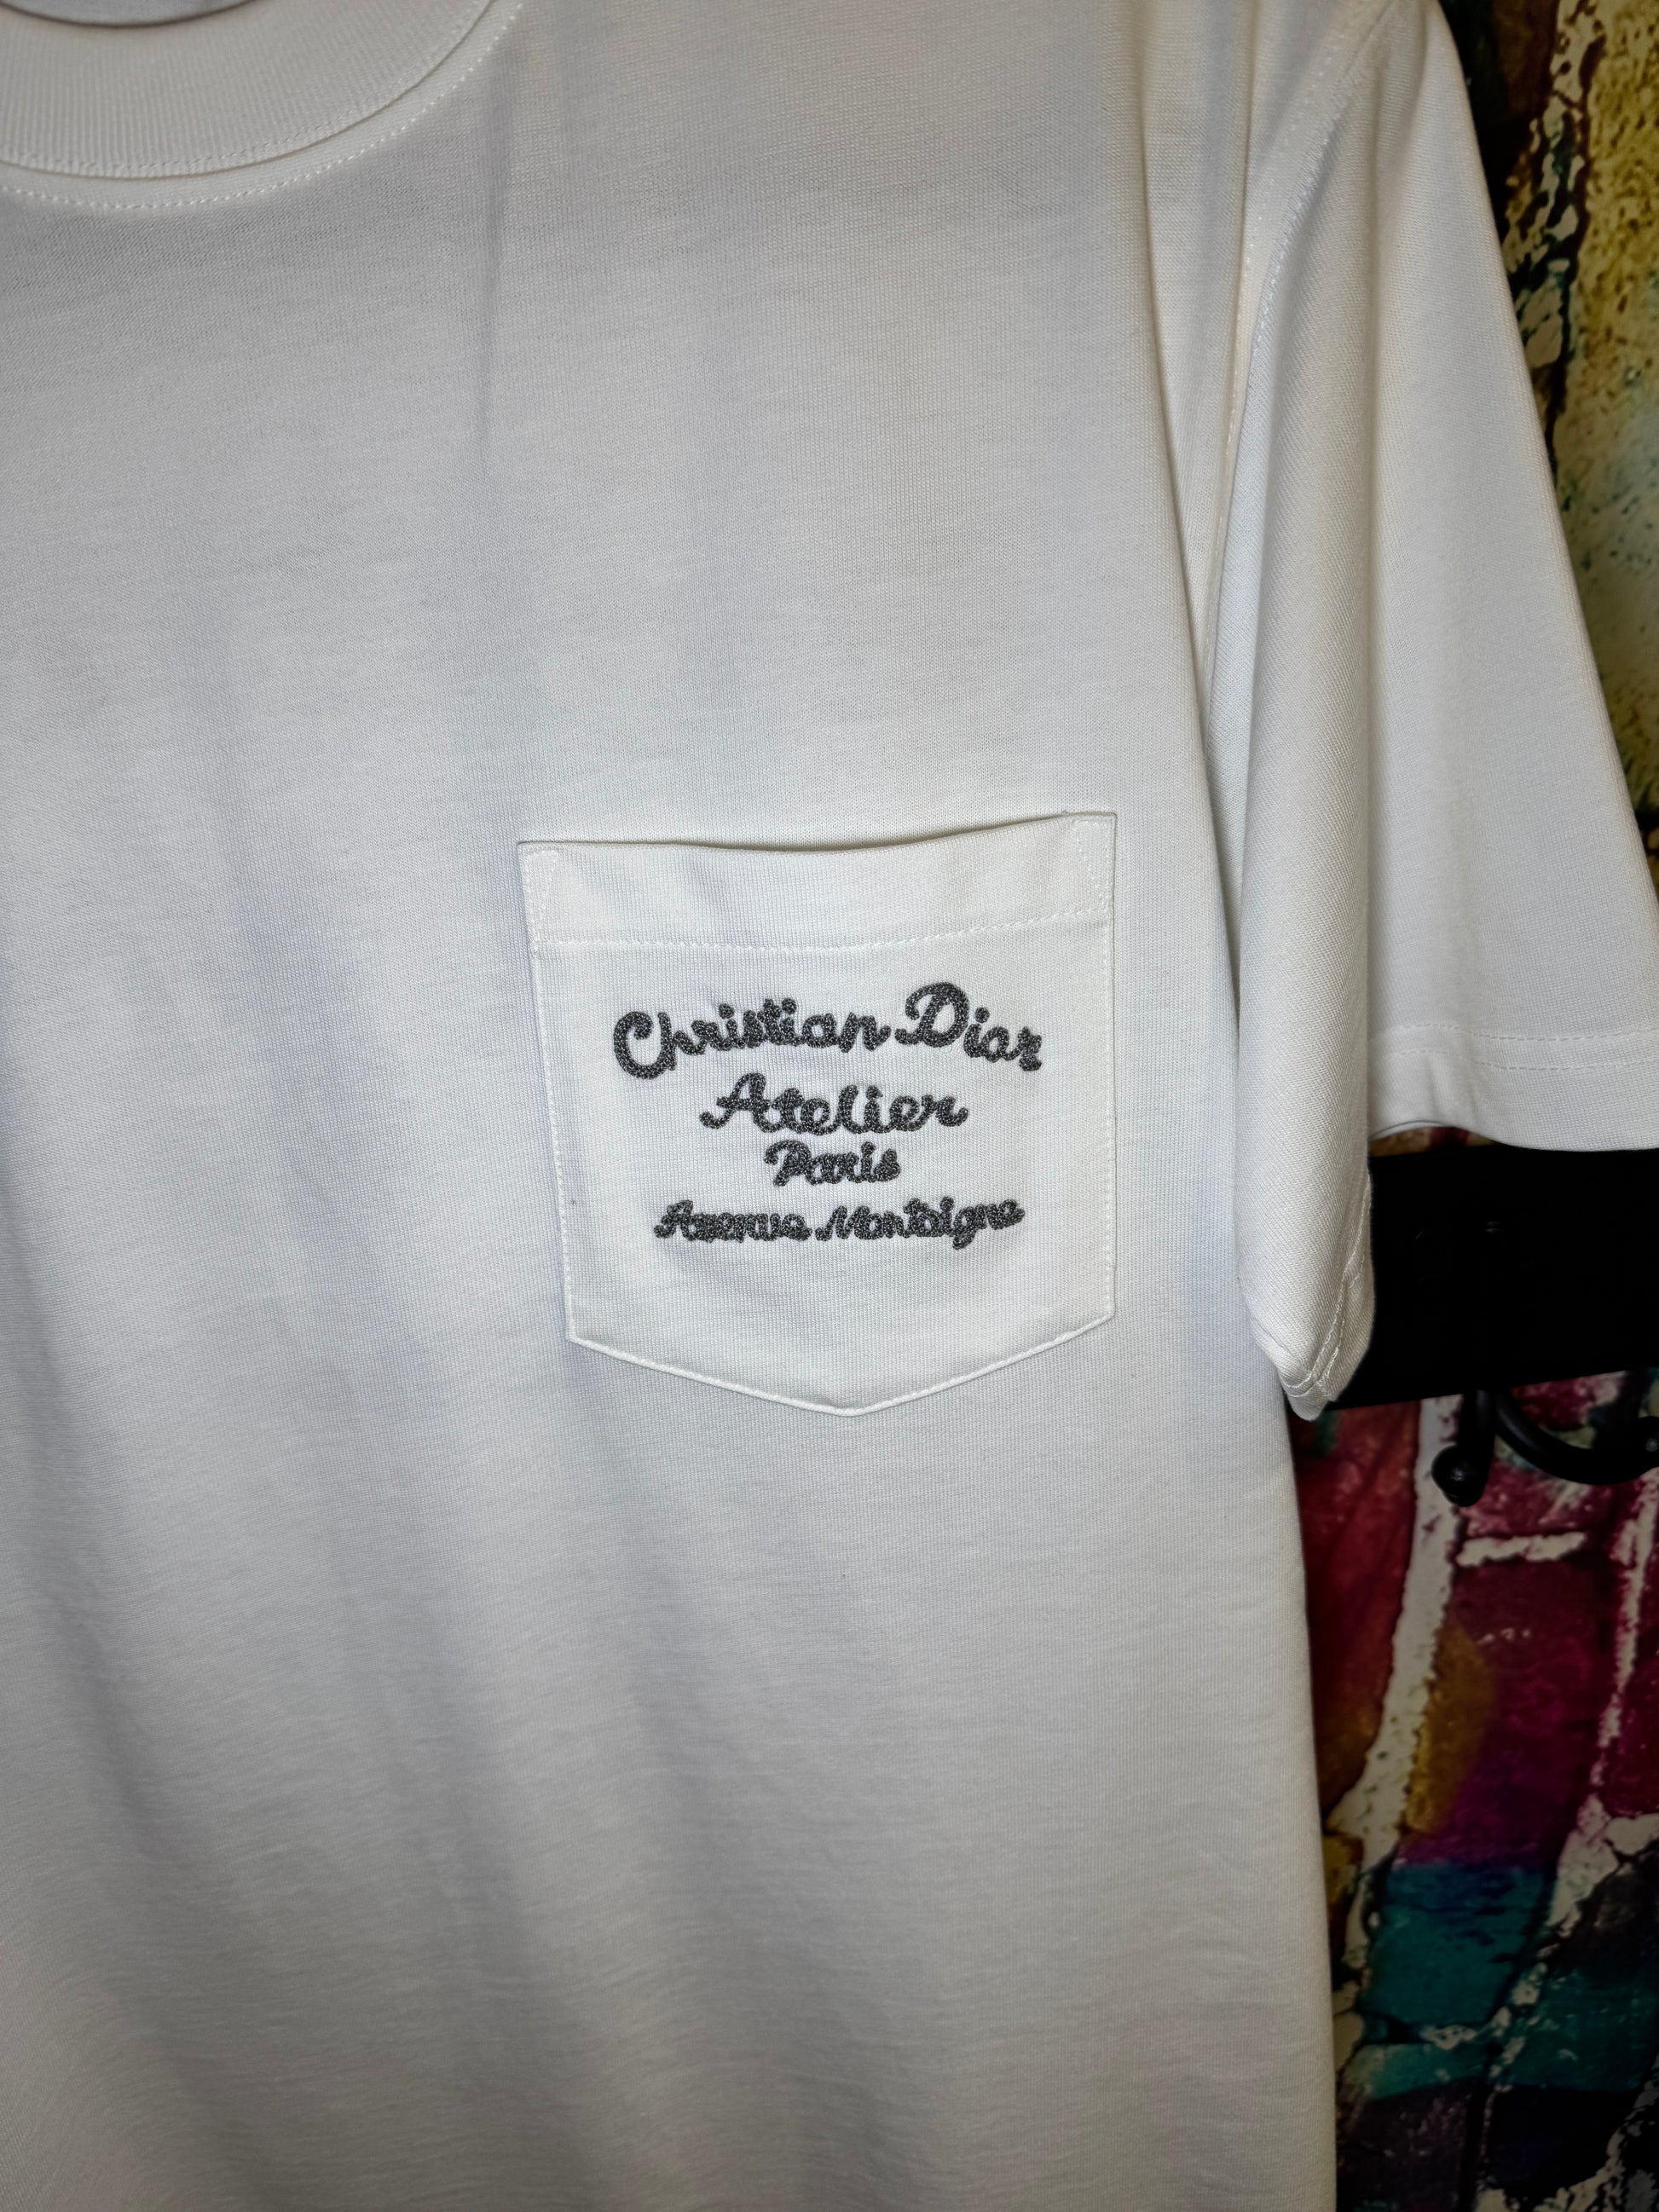 Christian Dior
Atelier
Paris
Avenue Montaigne